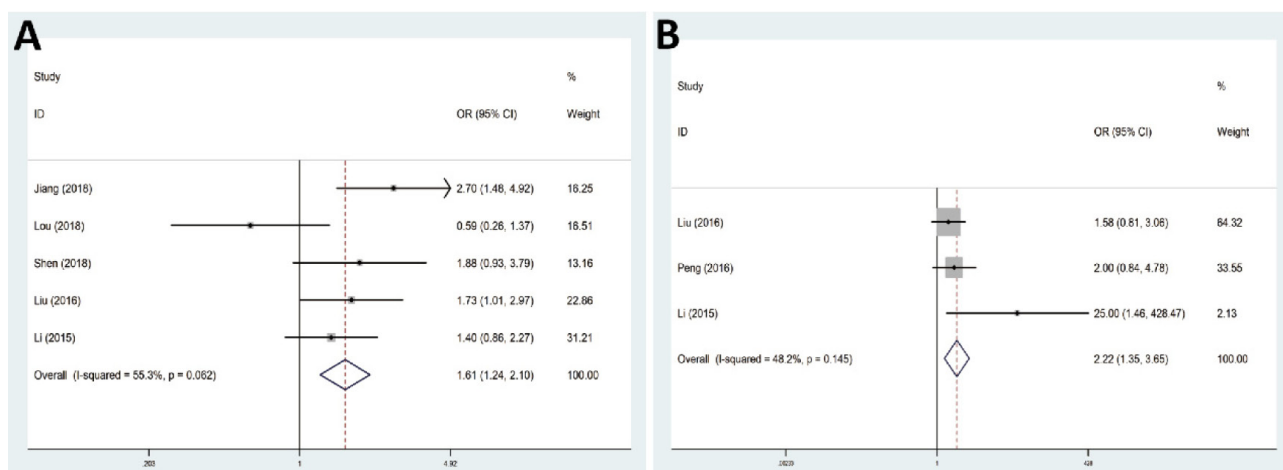 A
Study %
ID OR (95% CI) Weight
Jiang (2018) 2.70 (1.48, 4.92) 16.25
Lou (2018) 0.59 (0.26, 1.37) 16.51
Shen (2018) 1.88 (0.93, 3.79) 13.16
Liu (2016) 1.73 (1.01, 2.97) 22.86
Li (2015) 1.40 (0.86, 2.27) 31.21
Overall (I-squared = 55.3%, p = 0.062) 1.61 (1.24, 2.10) 100.00
.203 1 4.92
B
Study %
ID OR (95% CI) Weight
Liu (2016) 1.58 (0.81, 3.06) 64.32
Peng (2016) 2.00 (0.84, 4.78) 33.55
Li (2015) 25.00 (1.46, 428.47) 2.13
Overall (I-squared = 48.2%, p = 0.145) 2.22 (1.35, 3.65) 100.00
1 428